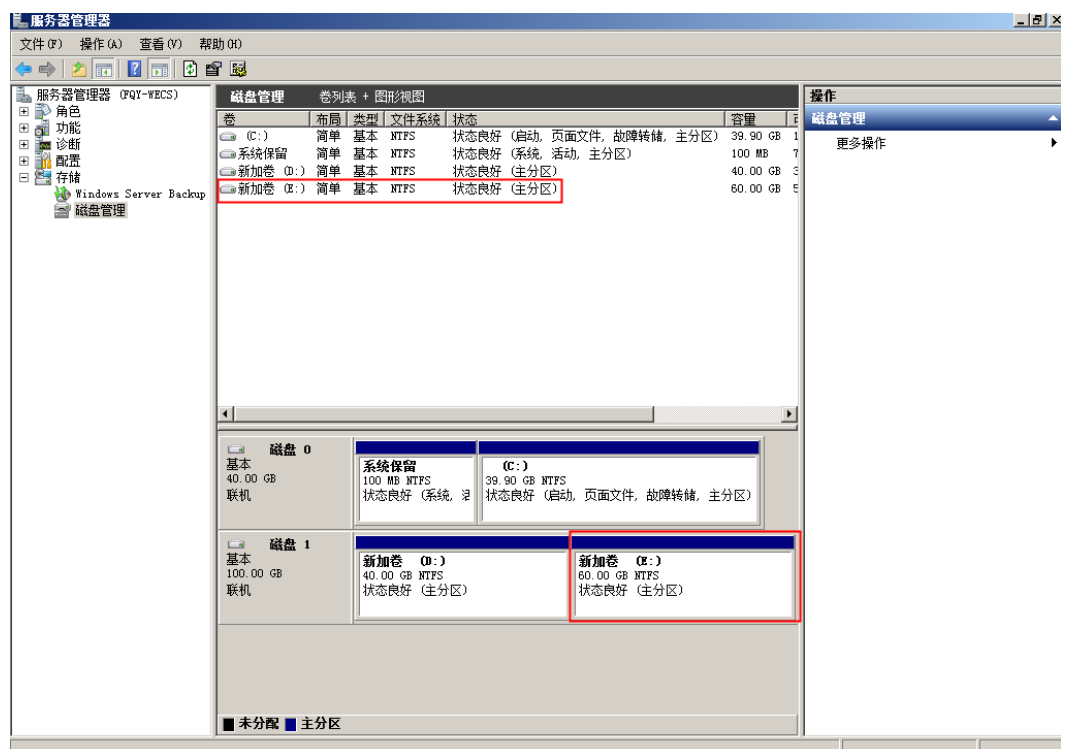 服务器管理器
文件(F) 操作(A) 查看(V) 帮助(H)
服务器管理器 (FQY-WECS)
角色
功能
诊断
配置
存储
Windows Server Backup
磁盘管理
磁盘管理 卷列表 + 图形视图
卷 布局 类型 文件系统 状态 容量
(C:) 简单 基本 NTFS 状态良好 (启动, 页面文件, 故障转储, 主分区) 39.90 GB 1
系统保留 简单 基本 NTFS 状态良好 (系统, 活动, 主分区) 100 MB 7
新加卷 (D:) 简单 基本 NTFS 状态良好 (主分区) 40.00 GB 3
新加卷 (E:) 简单 基本 NTFS 状态良好 (主分区) 60.00 GB 5
磁盘 0
基本
40.00 GB
联机
系统保留
100 MB NTFS
状态良好 (系统, 活
(C:)
39.90 GB NTFS
状态良好 (启动, 页面文件, 故障转储, 主分区)
磁盘 1
基本
100.00 GB
联机
新加卷 (D:)
40.00 GB NTFS
状态良好 (主分区)
新加卷 (E:)
60.00 GB NTFS
状态良好 (主分区)
未分配 主分区
操作
磁盘管理
更多操作